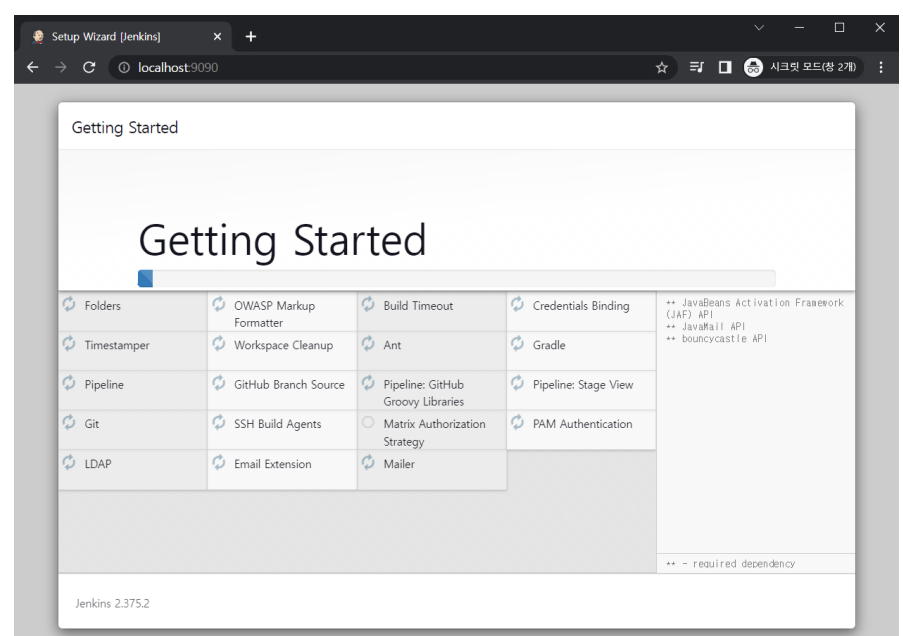 Setup Wizard [Jenkins]
localhost:9090
시크릿 모드(창 2개)
Getting Started
Getting Started
Folders
OWASP Markup
Formatter
Build Timeout
Credentials Binding
Timestamper
Workspace Cleanup
Ant
Gradle
Pipeline
GitHub Branch Source
Pipeline: GitHub
Groovy Libraries
Pipeline: Stage View
Git
SSH Build Agents
Matrix Authorization
Strategy
PAM Authentication
LDAP
Email Extension
Mailer
** JavaBeans Activation Framework
(JAF) API
** JavaMail API
** bouncycastle API
** - required dependency
Jenkins 2.375.2